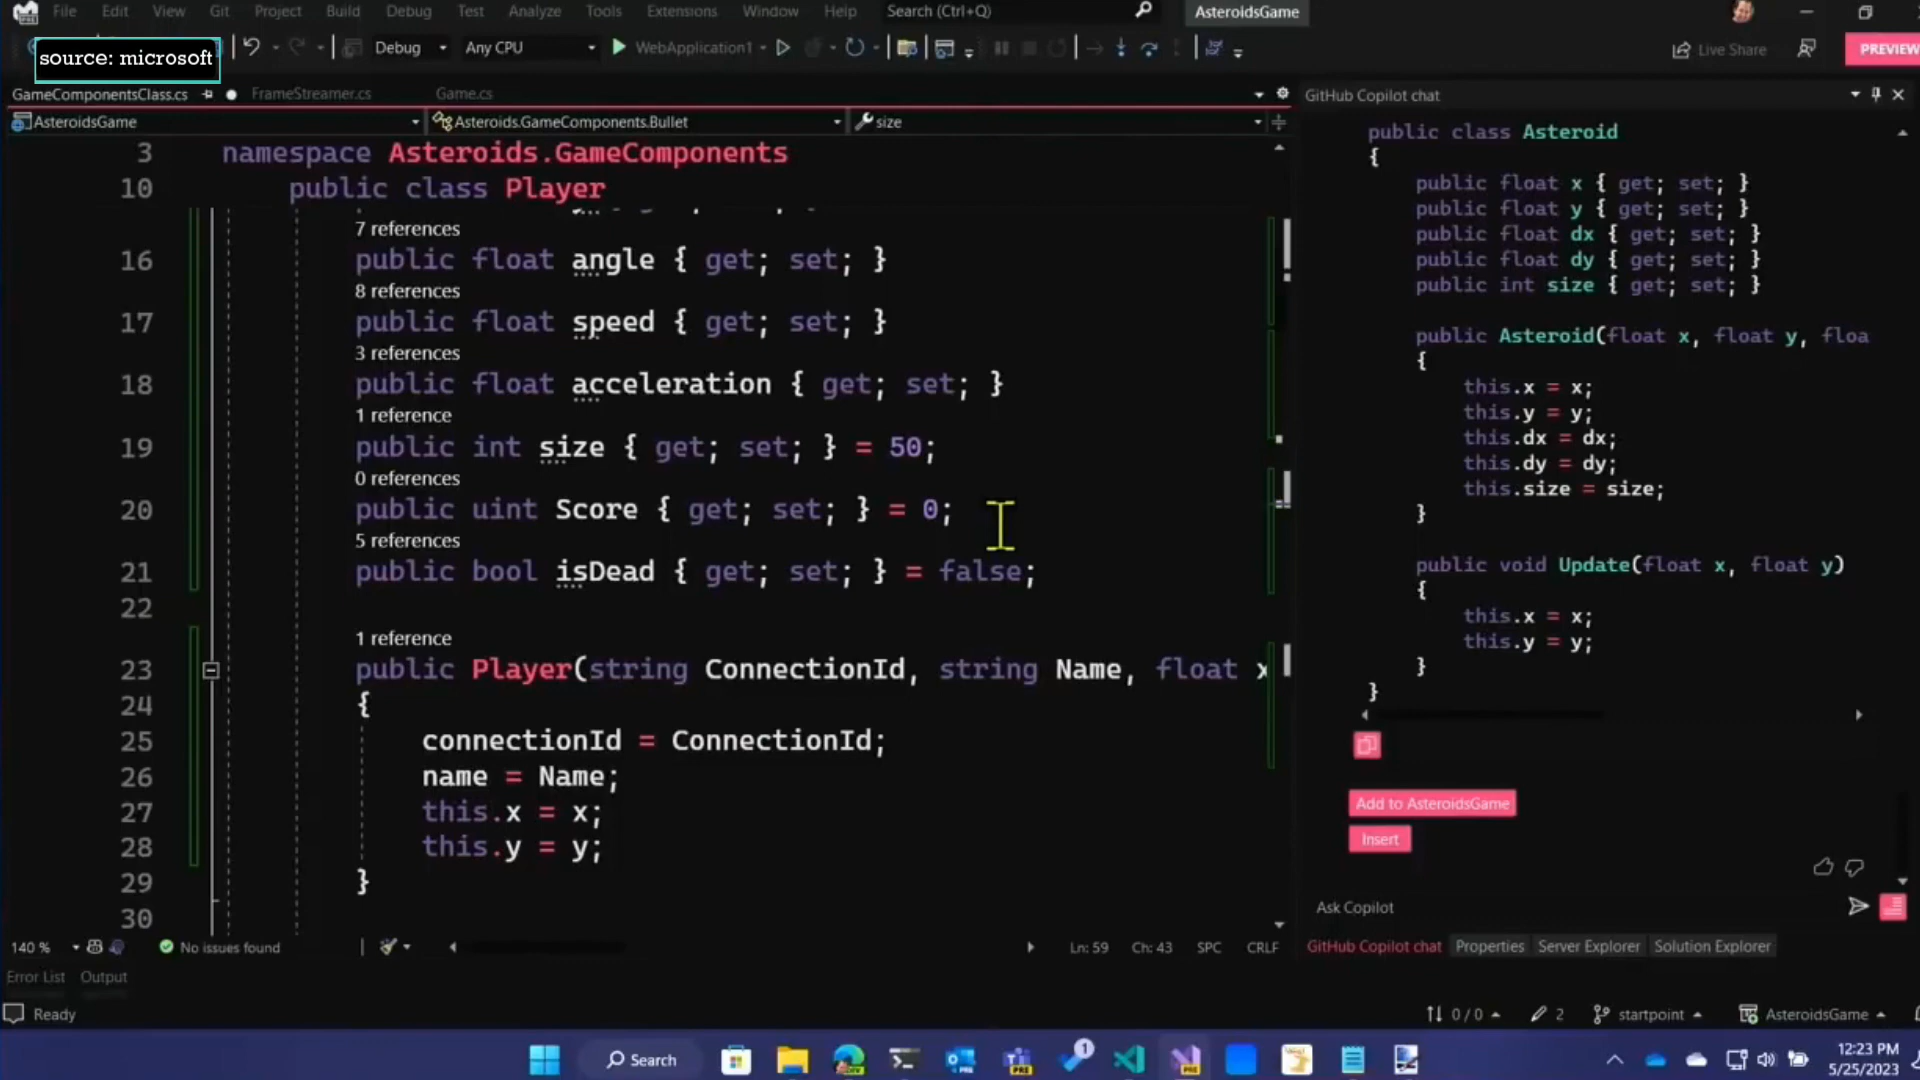 File Edit View Git Project Build Debug Test Analyze Tools Extensions Window Help Search (Ctrl+Q) AsteroidsGame
source: microsoft
Debug Any CPU WebApplication1 Live Share PREVIEW
GameComponentsClass.cs FrameStreamer.cs Game.cs
AsteroidsGame Asteroids.GameComponents.Bullet size
3 namespace Asteroids.GameComponents
10 public class Player
7 references
16 public float angle { get; set; }
8 references
17 public float speed { get; set; }
3 references
18 public float acceleration { get; set; }
1 reference
19 public int size { get; set; } = 50;
0 references
20 public uint Score { get; set; } = 0;
5 references
21 public bool isDead { get; set; } = false;
22
1 reference
23 public Player(string ConnectionId, string Name, float x
24 {
25 connectionId = ConnectionId;
26 name = Name;
27 this.x = x;
28 this.y = y;
29 }
30
140 % No issues found Ln: 59 Ch: 43 SPC CRLF
Error List Output
GitHub Copilot chat
public class Asteroid
{
public float x { get; set; }
public float y { get; set; }
public float dx { get; set; }
public float dy { get; set; }
public int size { get; set; }
public Asteroid(float x, float y, floa
{
this.x = x;
this.y = y;
this.dx = dx;
this.dy = dy;
this.size = size;
}
public void Update(float x, float y)
{
this.x = x;
this.y = y;
}
}
Add to AsteroidsGame
Insert
Ask Copilot
GitHub Copilot chat Properties Server Explorer Solution Explorer
Ready 0 / 0 2 startpoint AsteroidsGame
Search 1 12:23 PM
5/25/2023